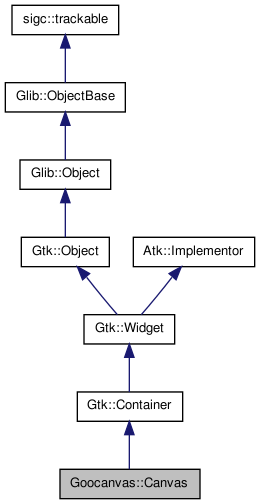 sigc::trackable
Glib::ObjectBase
Glib::Object
Gtk::Object
Atk::Implementor
Gtk::Widget
Gtk::Container
Goocanvas::Canvas